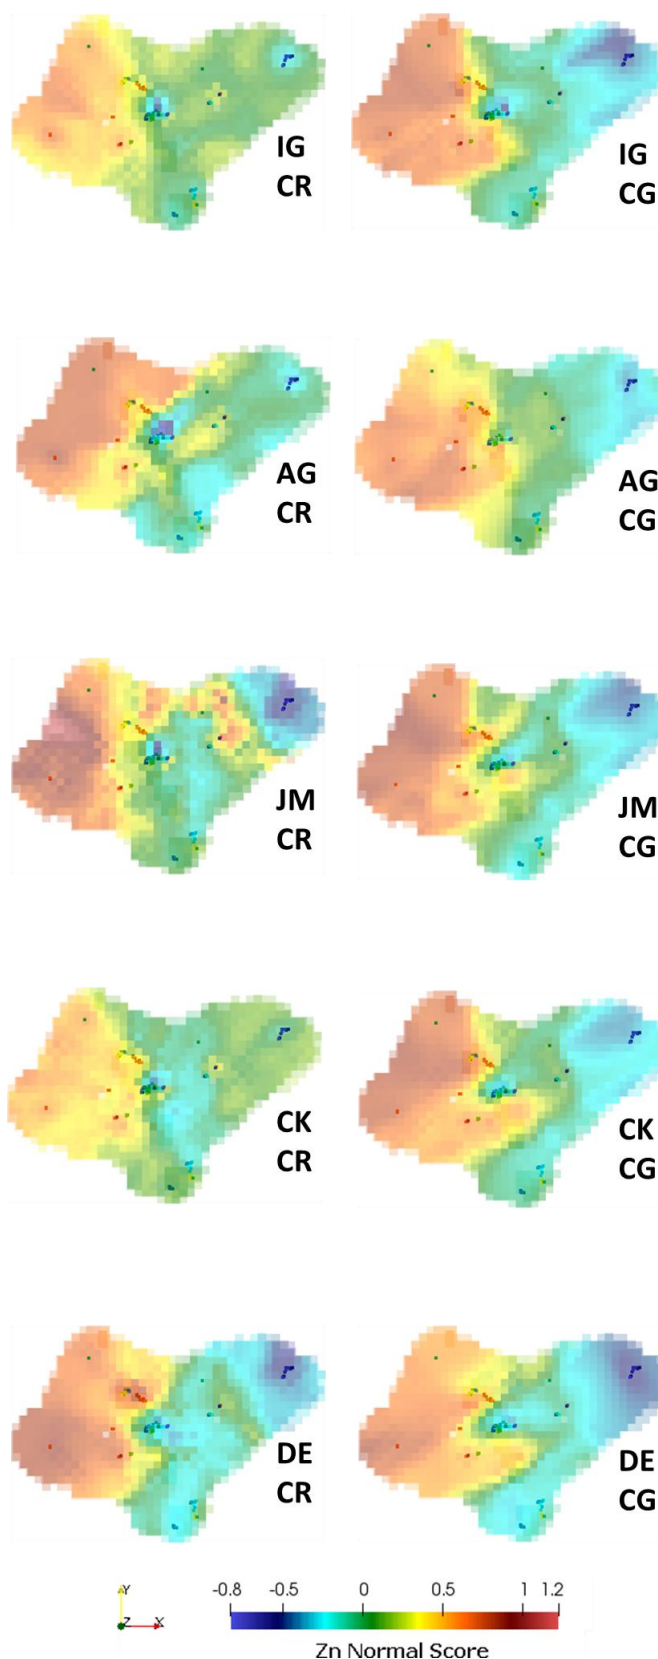 IG
CR
IG
CG
AG
CR
AG
CG
JM
CR
JM
CG
CK
CR
CK
CG
DE
CR
DE
CG
Y
Z X
-0.8 -0.5 0 0.5 1 1.2
Zn Normal Score